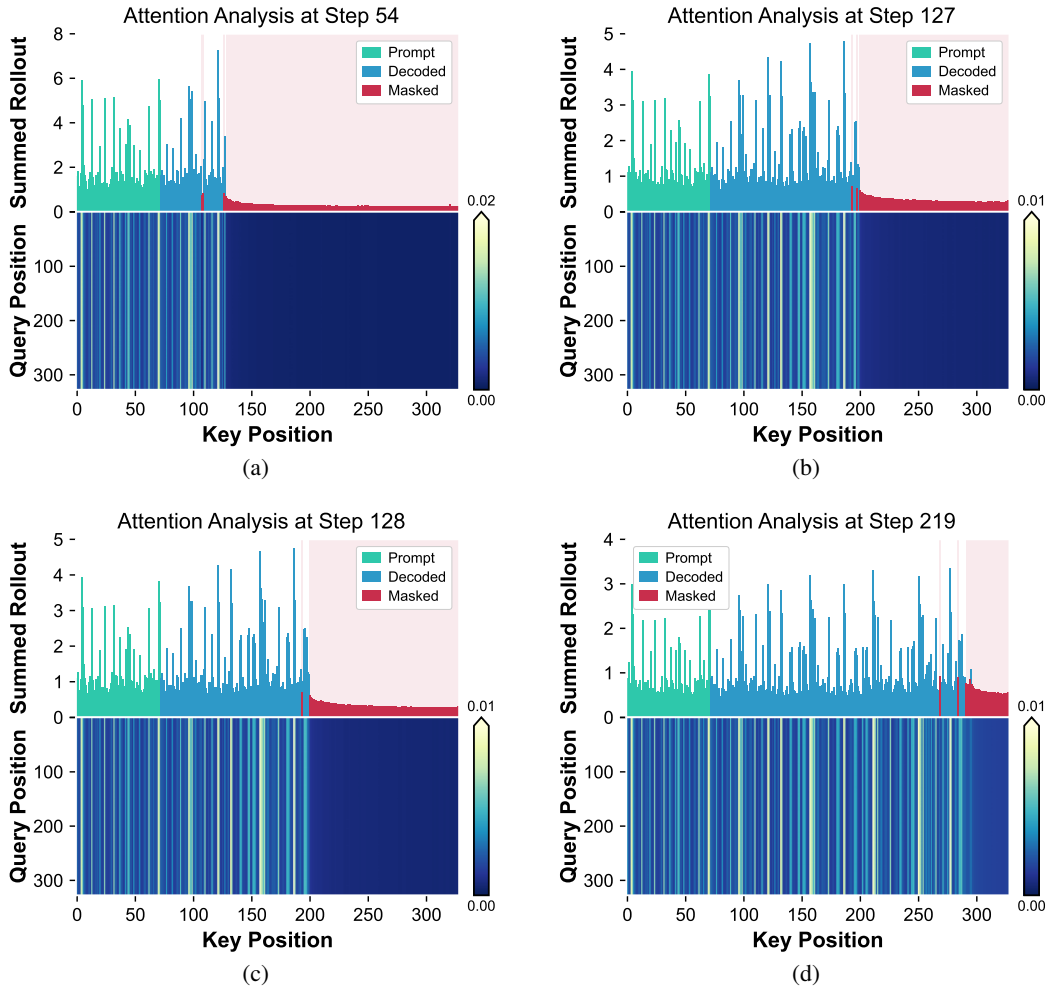 Attention Analysis at Step 54
8
6
4
2
0
Summed Rollout
Prompt
Decoded
Masked
0.02
0.00
100
200
300
Query Position
0 50 100 150 200 250 300
Key Position
(a)
Attention Analysis at Step 127
5
4
3
2
1
0
Summed Rollout
Prompt
Decoded
Masked
0.01
0.00
100
200
300
Query Position
0 50 100 150 200 250 300
Key Position
(b)
Attention Analysis at Step 128
5
4
3
2
1
0
Summed Rollout
Prompt
Decoded
Masked
0.01
0.00
100
200
300
Query Position
0 50 100 150 200 250 300
Key Position
(c)
Attention Analysis at Step 219
4
3
2
1
0
Summed Rollout
Prompt
Decoded
Masked
0.01
0.00
100
200
300
Query Position
0 50 100 150 200 250 300
Key Position
(d)